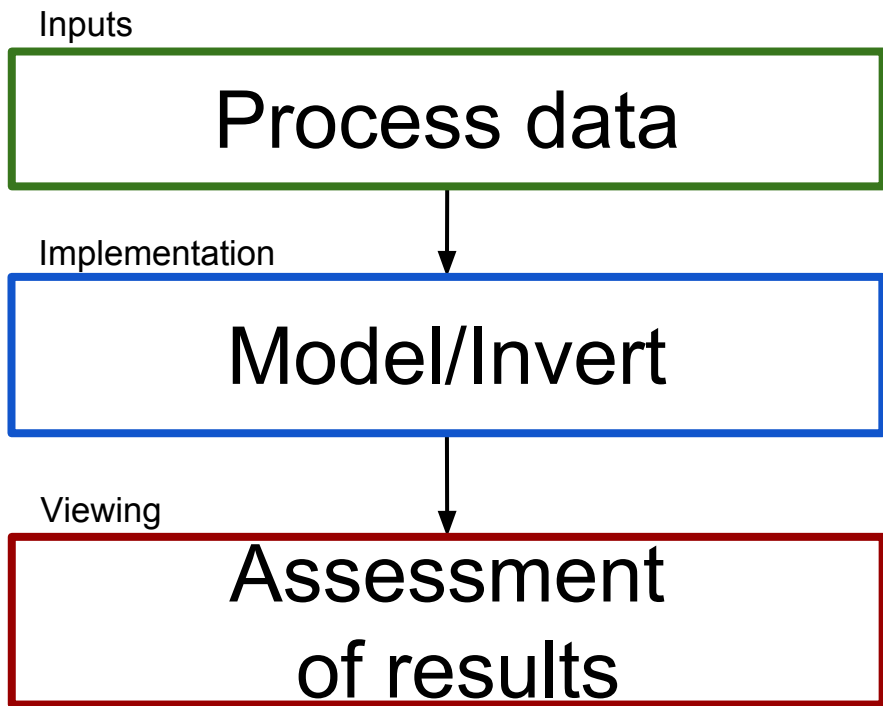 Inputs
Process data
Implementation
Model/Invert
Viewing
Assessment
of results